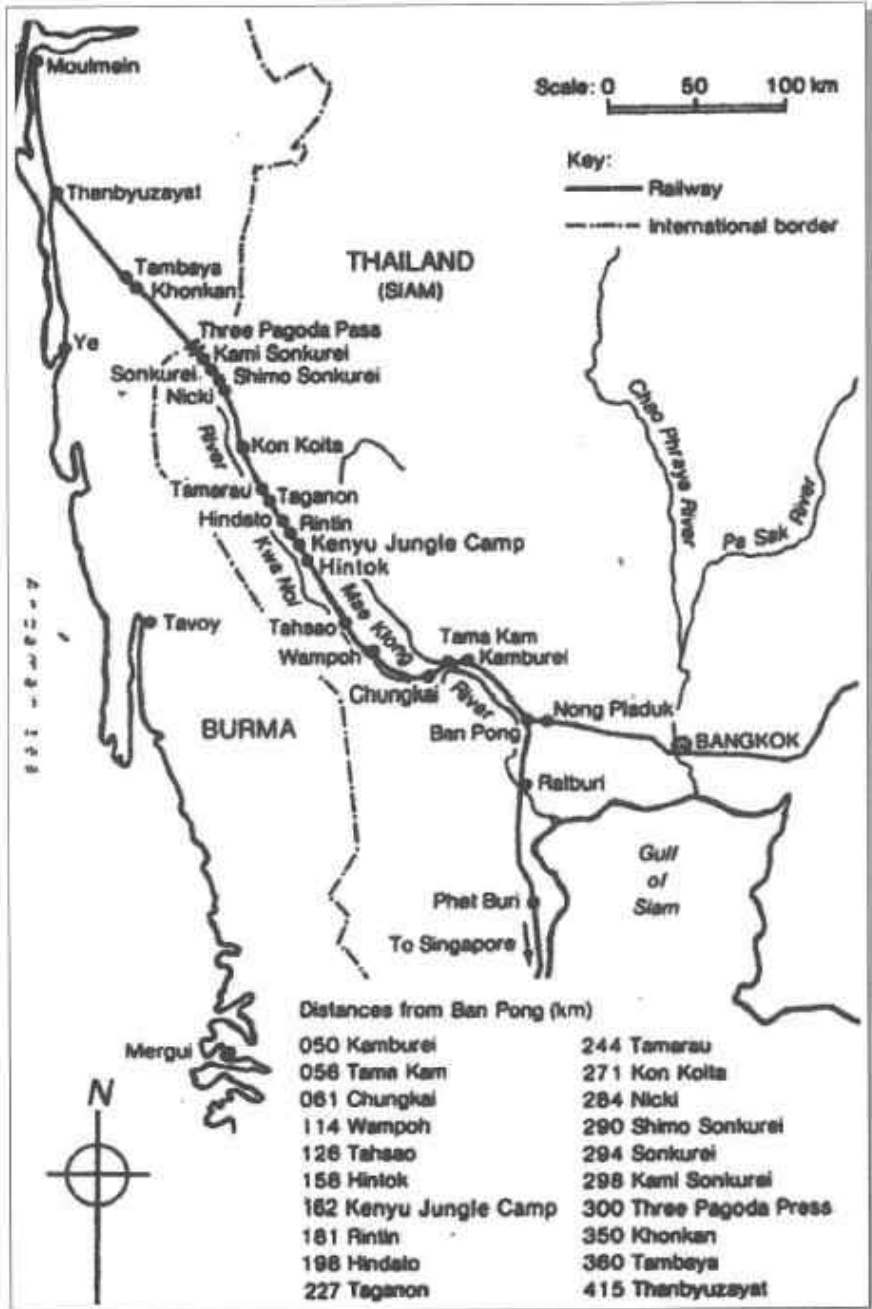 Moulmein
Scale: 0 50 100 km
Key:
Railway
International border
Thanbyuzayat
THAILAND
(SIAM)
Tambaya
Khonkan
Three Pagoda Pass
Ye
Kami Sonkurei
Sonkurei
Shimo Sonkurei
Nicki
Chao Phraya River
Pa Sak River
River
Kwa Noi
Kon Koita
Tamarau
Taganon
Hindato
Rintin
Kenyu Jungle Camp
Hintok
Mae Klong
River
Tavoy
Tahsao
Tama Kam
Wampoh
Kamburei
Chungkai
BURMA
Nong Pladuk
Ban Pong
BANGKOK
Ratburi
Gulf
of
Siam
Phet Buri
To Singapore
Mergui
N
Distances from Ban Pong (km)
050 Kamburei
056 Tama Kam
061 Chungkai
114 Wampoh
126 Tahsao
158 Hintok
162 Kenyu Jungle Camp
181 Rintin
198 Hindato
227 Taganon
244 Tamarau
271 Kon Koita
284 Nicki
290 Shimo Sonkurei
294 Sonkurei
298 Kami Sonkurei
300 Three Pagoda Press
350 Khonkan
360 Tambaya
415 Thanbyuzayat